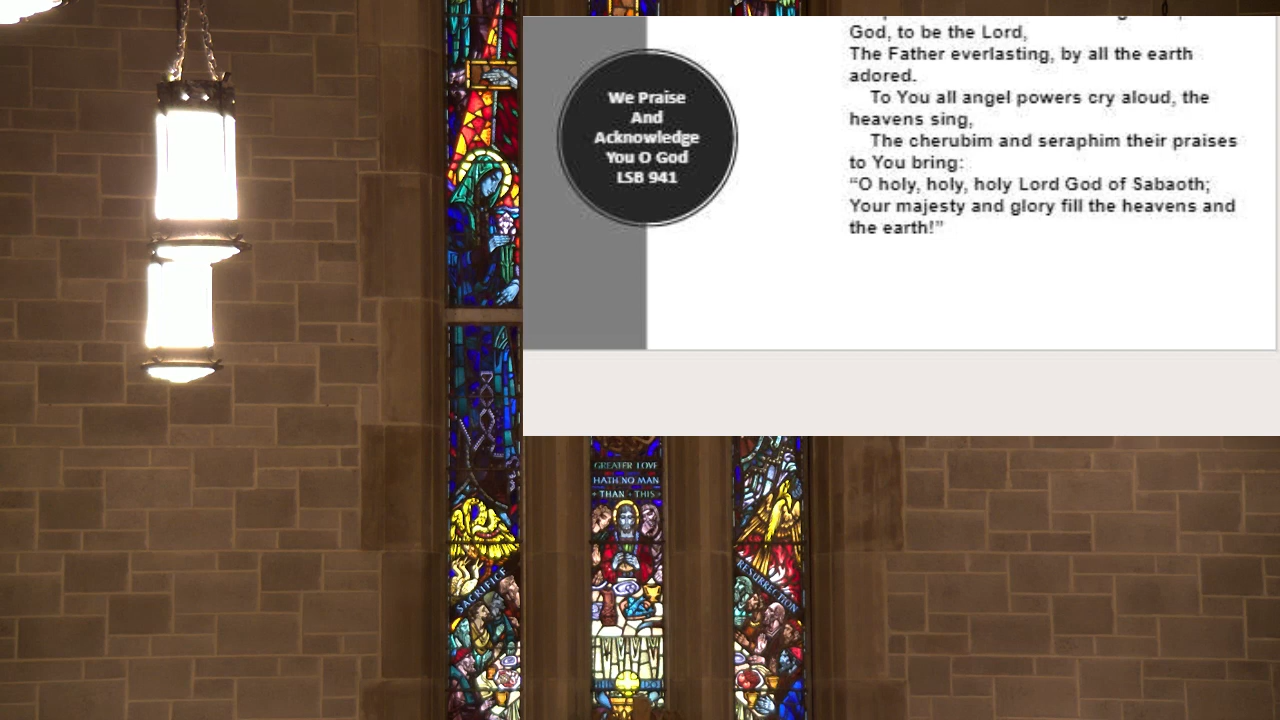 We Praise
And
Acknowledge
You O God
LSB 941
God, to be the Lord,
The Father everlasting, by all the earth
adored.
To You all angel powers cry aloud, the
heavens sing,
The cherubim and seraphim their praises
to You bring:
“O holy, holy, holy Lord God of Sabaoth;
Your majesty and glory fill the heavens and
the earth!”
GREATER LOVE
HATH NO MAN
THAN THIS
SACRIFICE
RESURRECTION